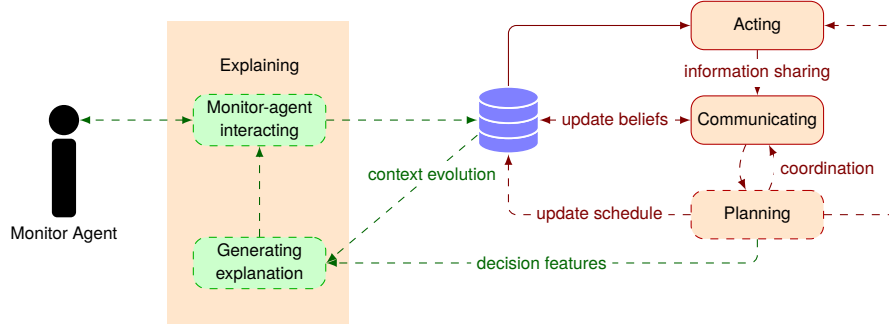 Acting
Explaining
information sharing
Monitor-agent
interacting
update beliefs
Communicating
context evolution
coordination
Monitor Agent
update schedule
Planning
Generating
explanation
decision features